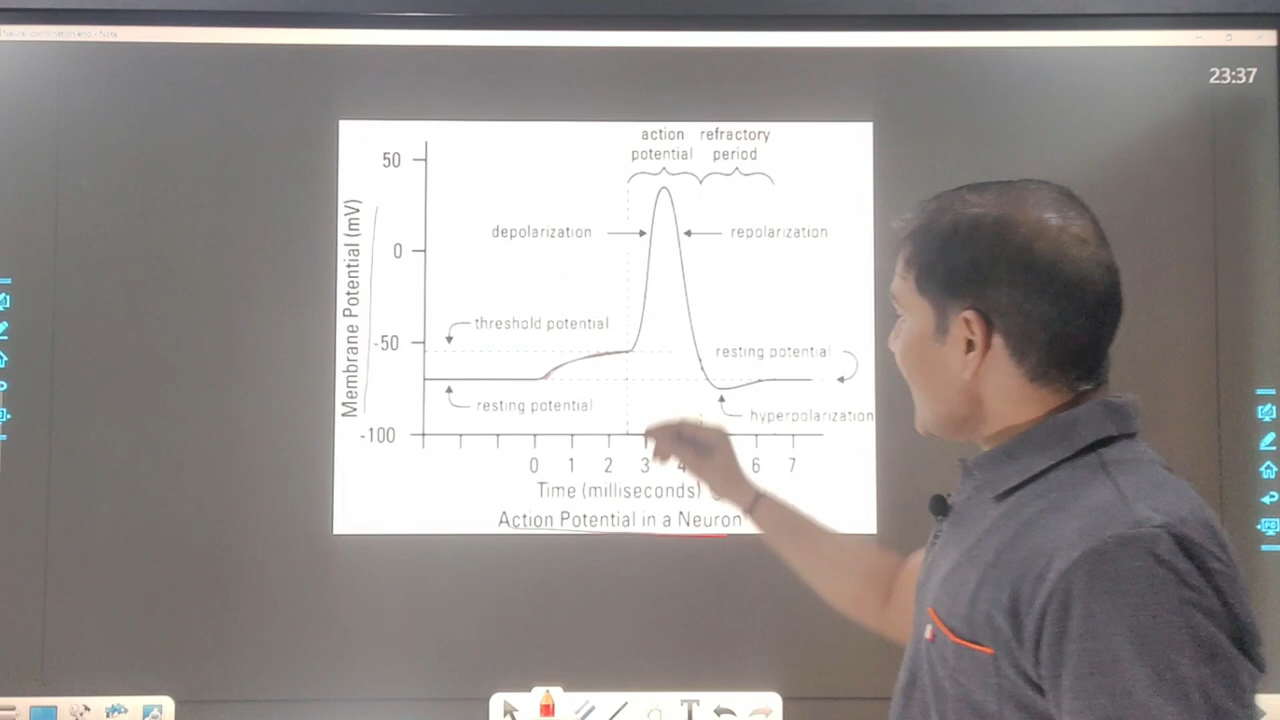 23:37
action refractory
potential period
50
depolarization
repolarization
0
Membrane Potential (mV)
threshold potential
-50
resting potential
resting potential
hyperpolarization
-100
0 1 2 3 4 6 7
Time (milliseconds)
Action Potential in a Neuron
T